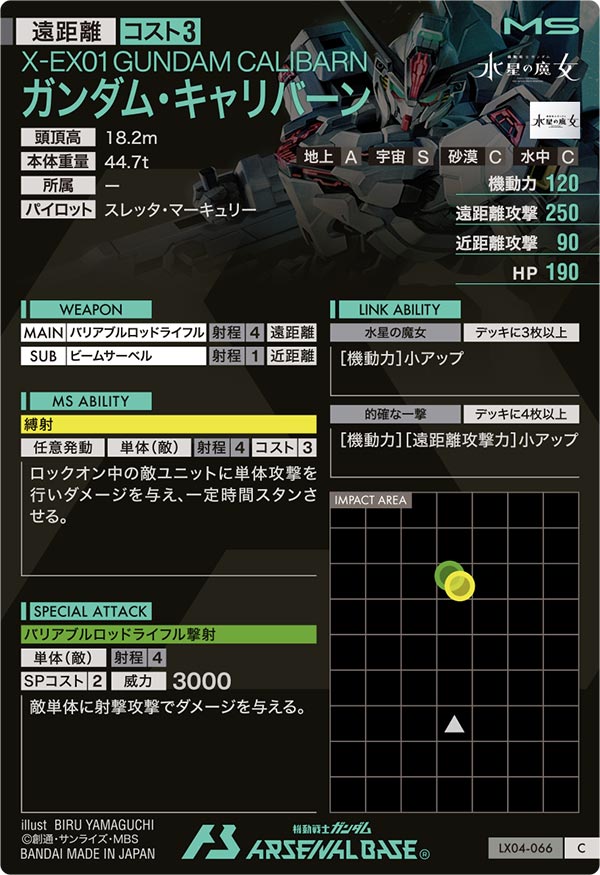 遠距離 コスト3
MS
X-EX01 GUNDAM CALIBARN
ガンダム・キャリバーン
機動戦士ガンダム
水星の魔女
水星の魔女
頭頂高 18.2m
本体重量 44.7t
所属 ー
パイロット スレッタ・マーキュリー
地上 A 宇宙 S 砂漠 C 水中 C
機動力 120
遠距離攻撃 250
近距離攻撃 90
HP 190
WEAPON
MAIN バリアブルロッドライフル 射程 4 遠距離
SUB ビームサーベル 射程 1 近距離
MS ABILITY
縛射
任意発動 単体(敵) 射程 4 コスト 3
ロックオン中の敵ユニットに単体攻撃を
行いダメージを与え、一定時間スタンさ
せる。
SPECIAL ATTACK
バリアブルロッドライフル撃射
単体(敵) 射程 4
SPコスト 2 威力 3000
敵単体に射撃攻撃でダメージを与える。
LINK ABILITY
水星の魔女 デッキに3枚以上
[機動力]小アップ
的確な一撃 デッキに4枚以上
[機動力][遠距離攻撃力]小アップ
IMPACT AREA
illust BIRU YAMAGUCHI
©創通・サンライズ・MBS
BANDAI MADE IN JAPAN
機動戦士ガンダム
ARSENAL BASE®
LX04-066 C